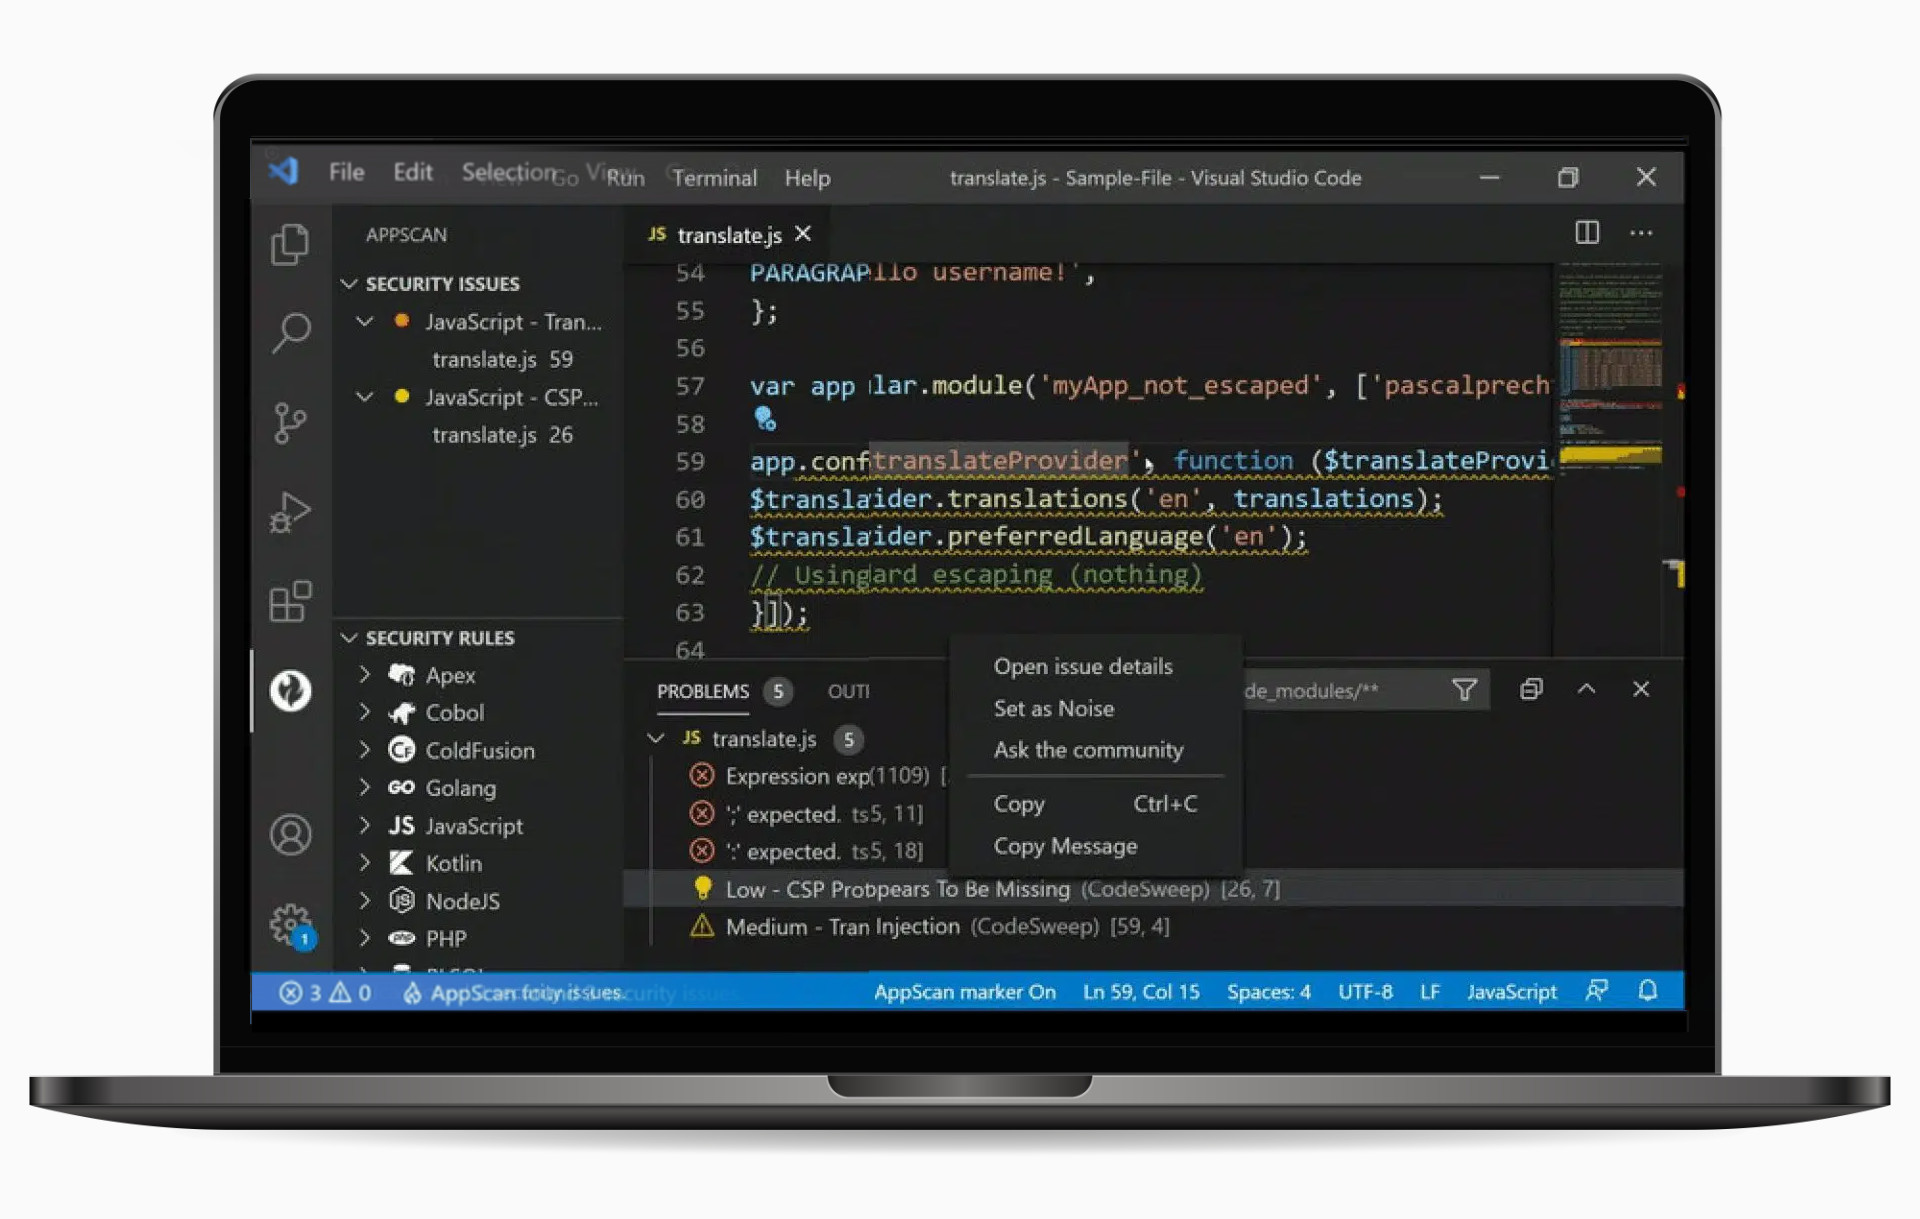 File Edit Selection Run Terminal Help
translate.js - Sample-File - Visual Studio Code
APPSCAN
SECURITY ISSUES
JavaScript - Tran...
translate.js 59
JavaScript - CSP...
translate.js 26
SECURITY RULES
Apex
Cobol
ColdFusion
Golang
JavaScript
Kotlin
NodeJS
PHP
JS translate.js
54 PARAGRAPllo username!',
55 };
56
57 var app lar.module('myApp_not_escaped', ['pascalprech
58
59 app.conftranslateProvider', function ($translateProvi
60 $translaider.translations('en', translations);
61 $translaider.preferredLanguage('en');
62 // Usingard escaping (nothing)
63 }]);
64
PROBLEMS 5 OUTI
de_modules/**
JS translate.js 5
Expression exp(1109) [
';' expected. ts5, 11]
':' expected. ts5, 18]
Low - CSP Protpears To Be Missing (CodeSweep) [26, 7]
Medium - Tran Injection (CodeSweep) [59, 4]
Open issue details
Set as Noise
Ask the community
Copy Ctrl+C
Copy Message
1
3 0 AppScan issues.
AppScan marker On Ln 59, Col 15 Spaces: 4 UTF-8 LF JavaScript